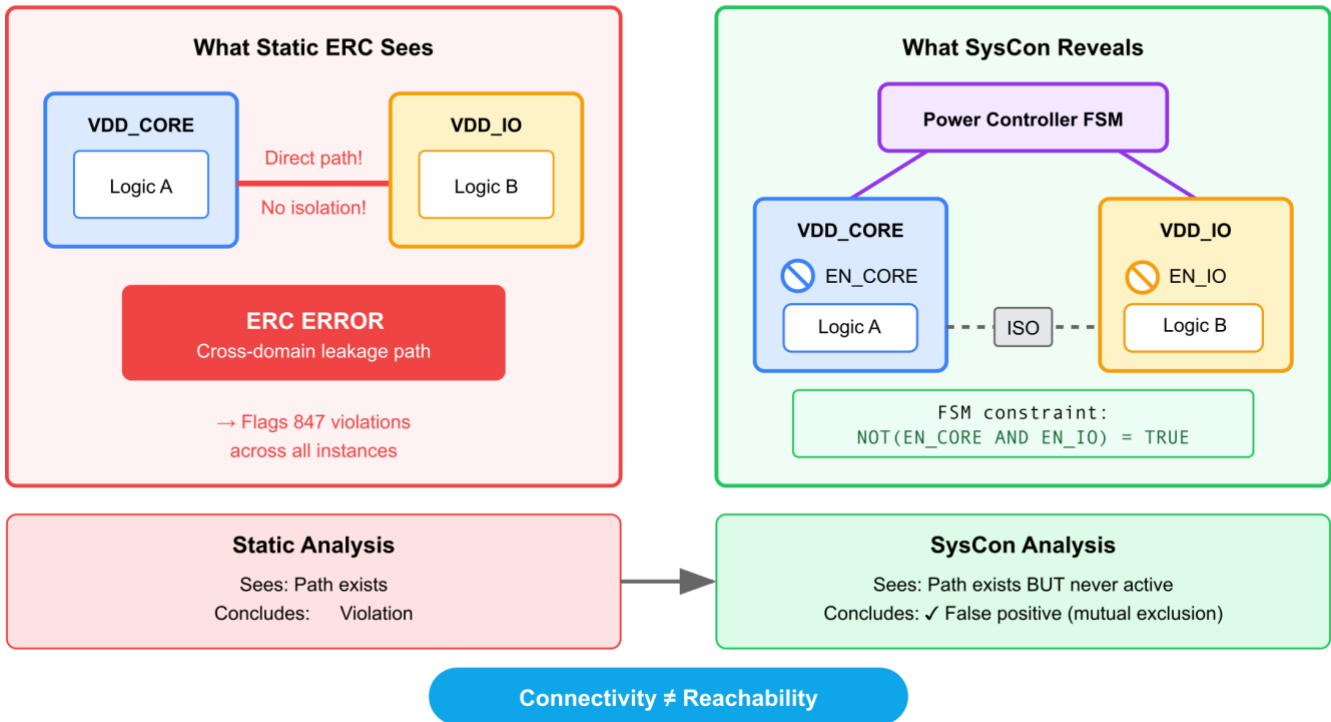 What Static ERC Sees
VDD_CORE
Logic A
Direct path!
No isolation!
VDD_IO
Logic B
ERC ERROR
Cross-domain leakage path
→ Flags 847 violations
across all instances
What SysCon Reveals
Power Controller FSM
VDD_CORE
EN_CORE
Logic A
ISO
VDD_IO
EN_IO
Logic B
FSM constraint:
NOT(EN_CORE AND EN_IO) = TRUE
Static Analysis
Sees: Path exists
Concludes: Violation
SysCon Analysis
Sees: Path exists BUT never active
Concludes: ✓ False positive (mutual exclusion)
Connectivity ≠ Reachability